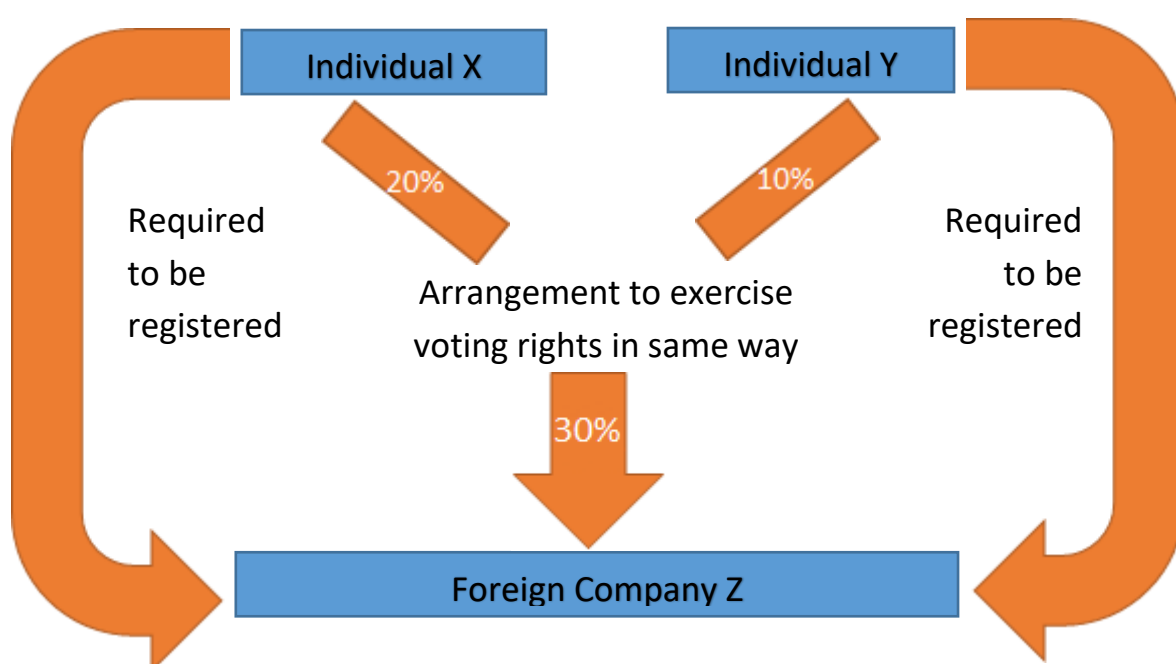 Individual X
Individual Y
20%
10%
Required
to be
registered
Required
to be
registered
Arrangement to exercise
voting rights in same way
30%
Foreign Company Z